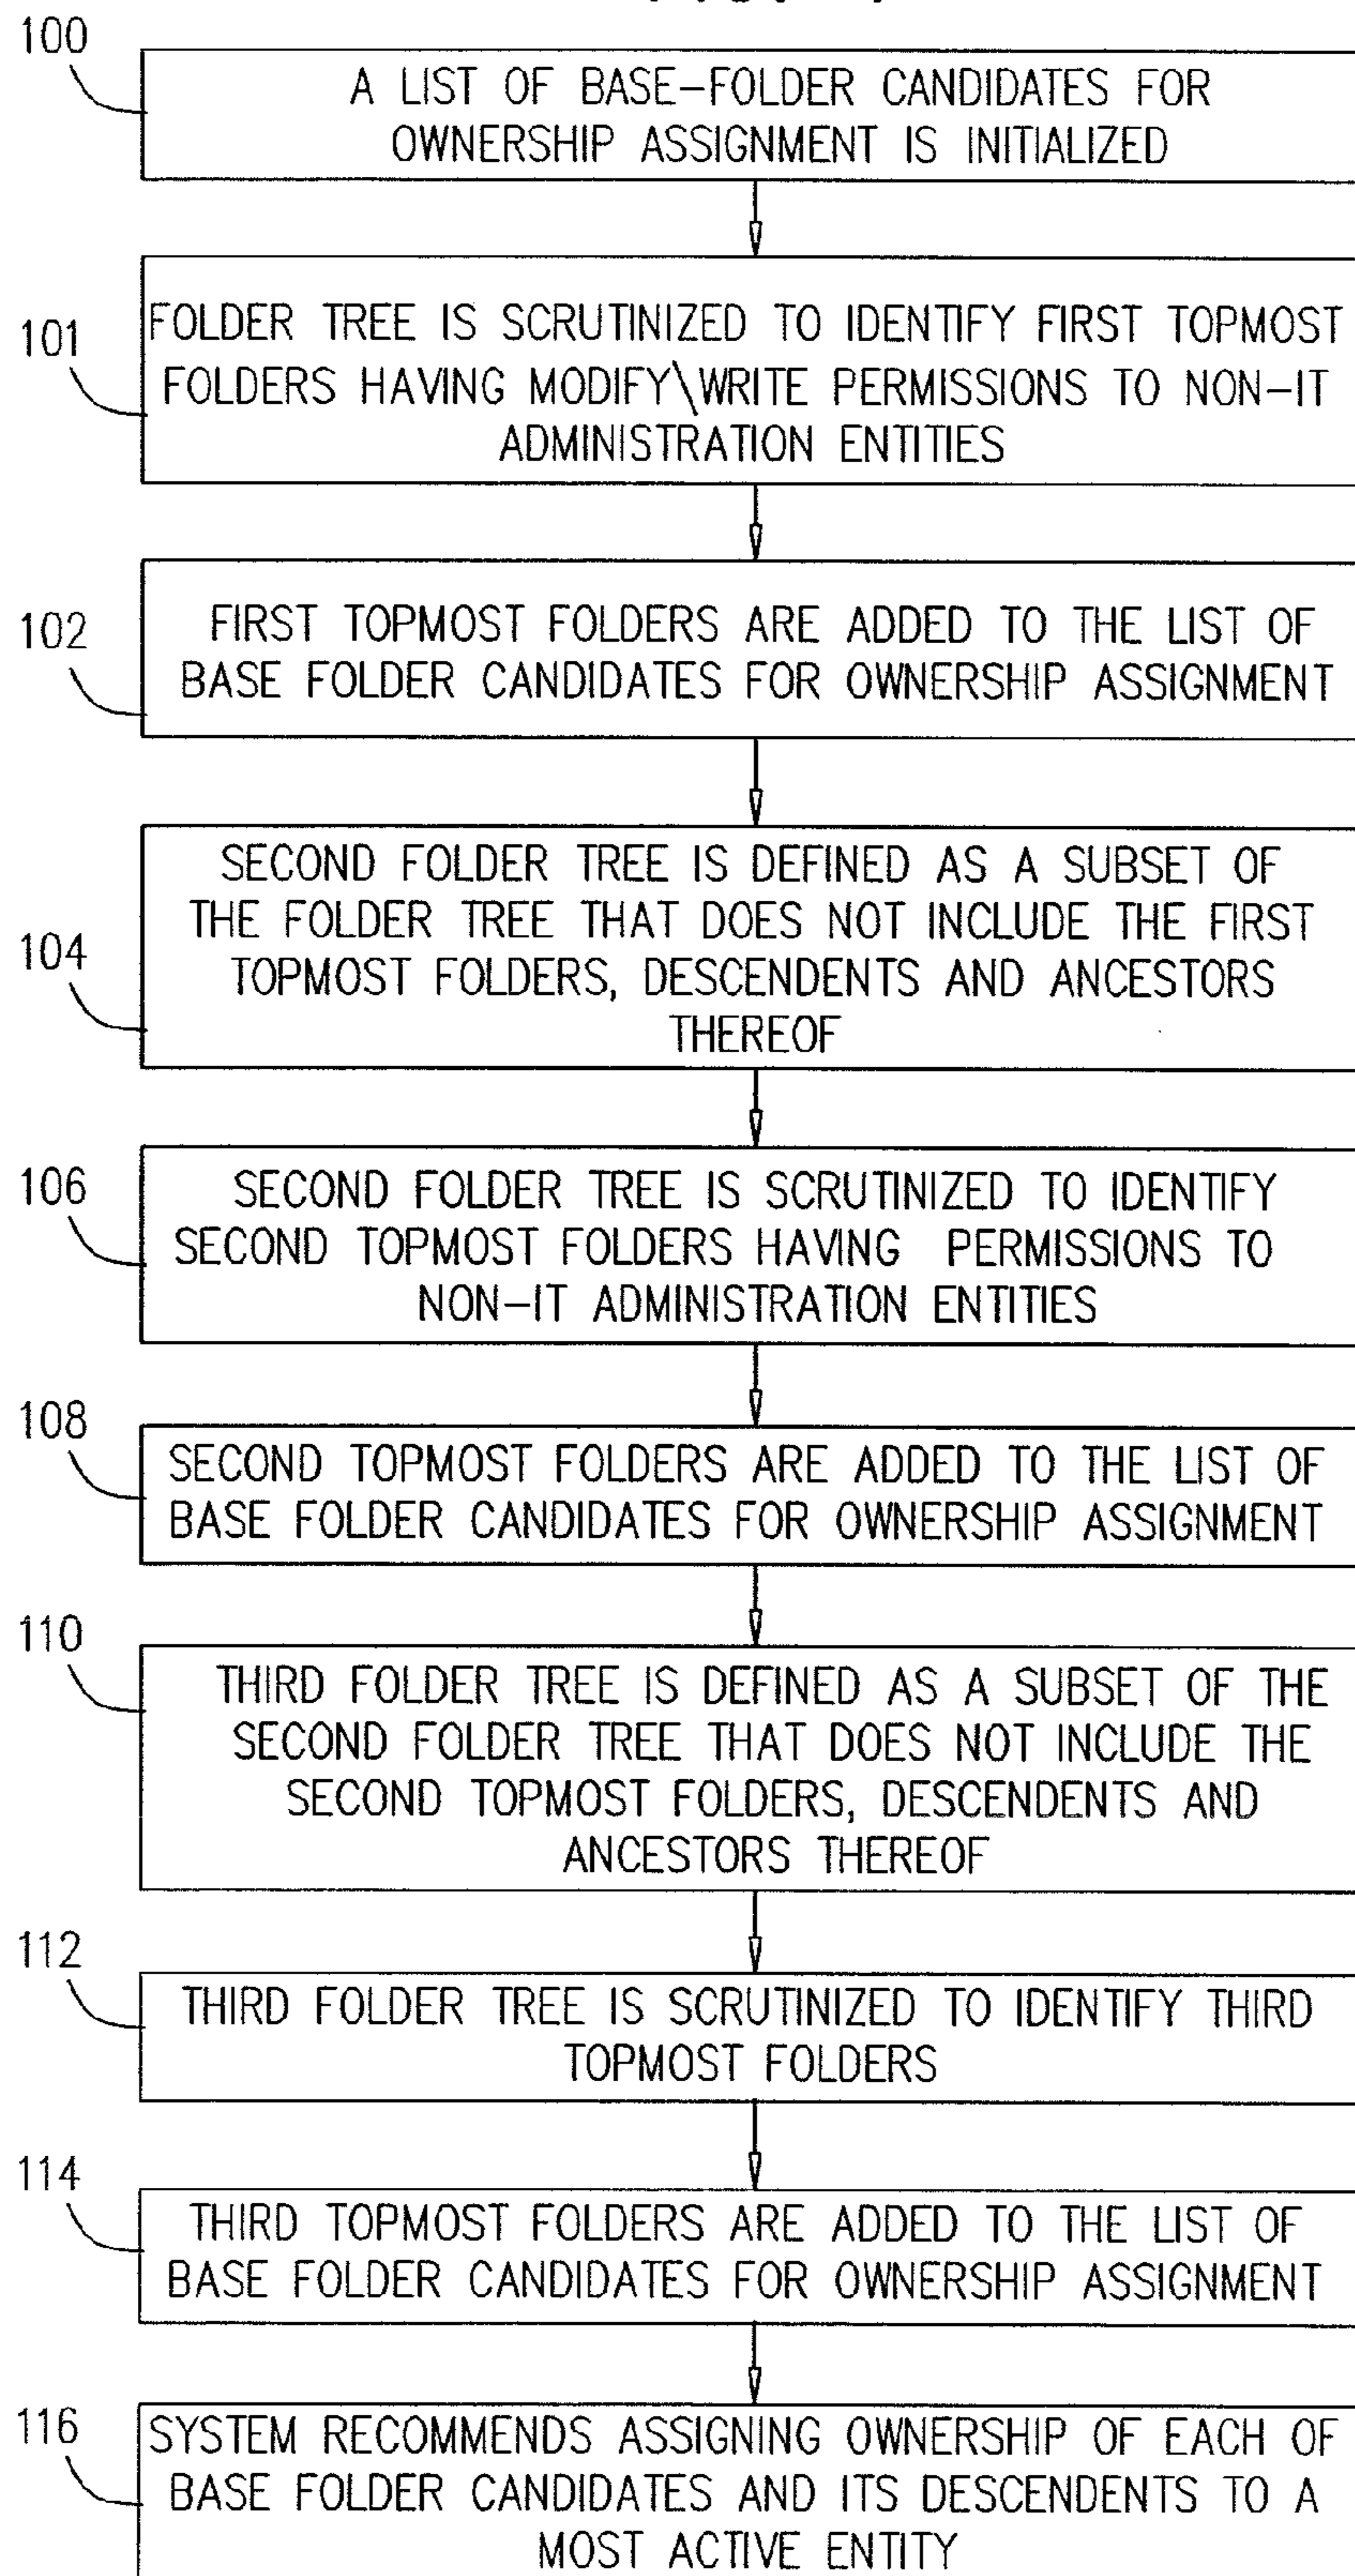 100
A LIST OF BASE-FOLDER CANDIDATES FOR
OWNERSHIP ASSIGNMENT IS INITIALIZED
101
FOLDER TREE IS SCRUTINIZED TO IDENTIFY FIRST TOPMOST
FOLDERS HAVING MODIFY\WRITE PERMISSIONS TO NON-IT
ADMINISTRATION ENTITIES
102
FIRST TOPMOST FOLDERS ARE ADDED TO THE LIST OF
BASE FOLDER CANDIDATES FOR OWNERSHIP ASSIGNMENT
104
SECOND FOLDER TREE IS DEFINED AS A SUBSET OF
THE FOLDER TREE THAT DOES NOT INCLUDE THE FIRST
TOPMOST FOLDERS, DESCENDENTS AND ANCESTORS
THEREOF
106
SECOND FOLDER TREE IS SCRUTINIZED TO IDENTIFY
SECOND TOPMOST FOLDERS HAVING PERMISSIONS TO
NON-IT ADMINISTRATION ENTITIES
108
SECOND TOPMOST FOLDERS ARE ADDED TO THE LIST OF
BASE FOLDER CANDIDATES FOR OWNERSHIP ASSIGNMENT
110
THIRD FOLDER TREE IS DEFINED AS A SUBSET OF THE
SECOND FOLDER TREE THAT DOES NOT INCLUDE THE
SECOND TOPMOST FOLDERS, DESCENDENTS AND
ANCESTORS THEREOF
112
THIRD FOLDER TREE IS SCRUTINIZED TO IDENTIFY THIRD
TOPMOST FOLDERS
114
THIRD TOPMOST FOLDERS ARE ADDED TO THE LIST OF
BASE FOLDER CANDIDATES FOR OWNERSHIP ASSIGNMENT
116
SYSTEM RECOMMENDS ASSIGNING OWNERSHIP OF EACH OF
BASE FOLDER CANDIDATES AND ITS DESCENDENTS TO A
MOST ACTIVE ENTITY